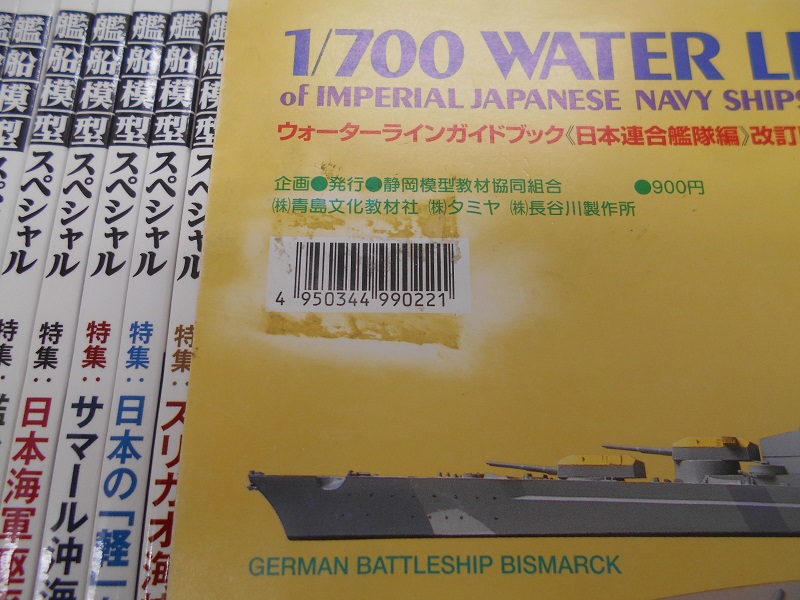 艦船模型スペシャル 特集:
艦船模型スペシャル 特集:日本海軍駆
艦船模型スペシャル 特集:サマール沖海
艦船模型スペシャル 特集:日本の「軽
艦船模型スペシャル 特集:スリガオ海
艦船模型
1/700 WATER
of IMPERIAL JAPANESE NAVY SHIPS
ウォーターラインガイドブック《日本連合艦隊編》改訂
企画●発行●静岡模型教材協同組合 ●900円
㈱青島文化教材社 ㈱タミヤ ㈱長谷川製作所
4 950344 990221
GERMAN BATTLESHIP BISMARCK